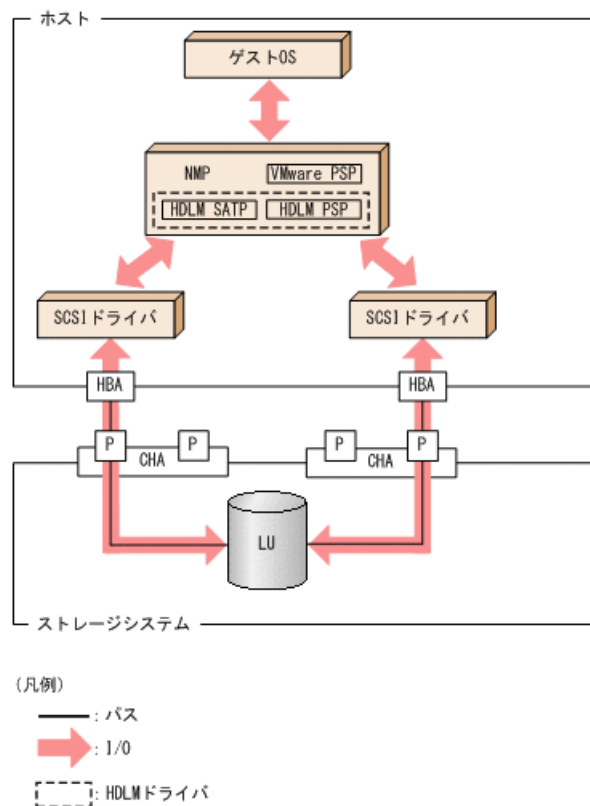 ホスト
ゲストOS
NMP
VMware PSP
HDLM SATP
HDLM PSP
SCSIドライバ
SCSIドライバ
HBA
HBA
P
P
P
P
CHA
CHA
LU
ストレージシステム
(凡例)
: パス
: I/O
: HDLMドライバ